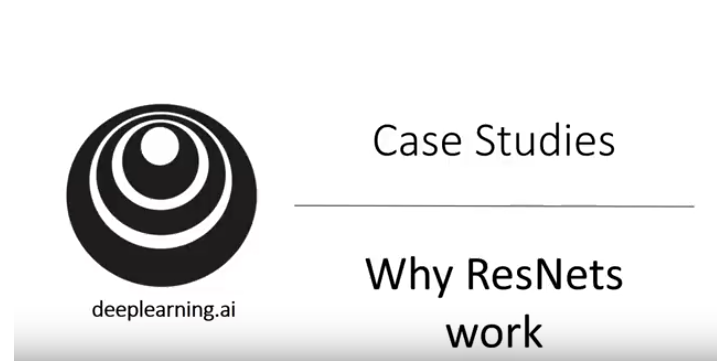 deeplearning.ai
Case Studies
Why ResNets
work